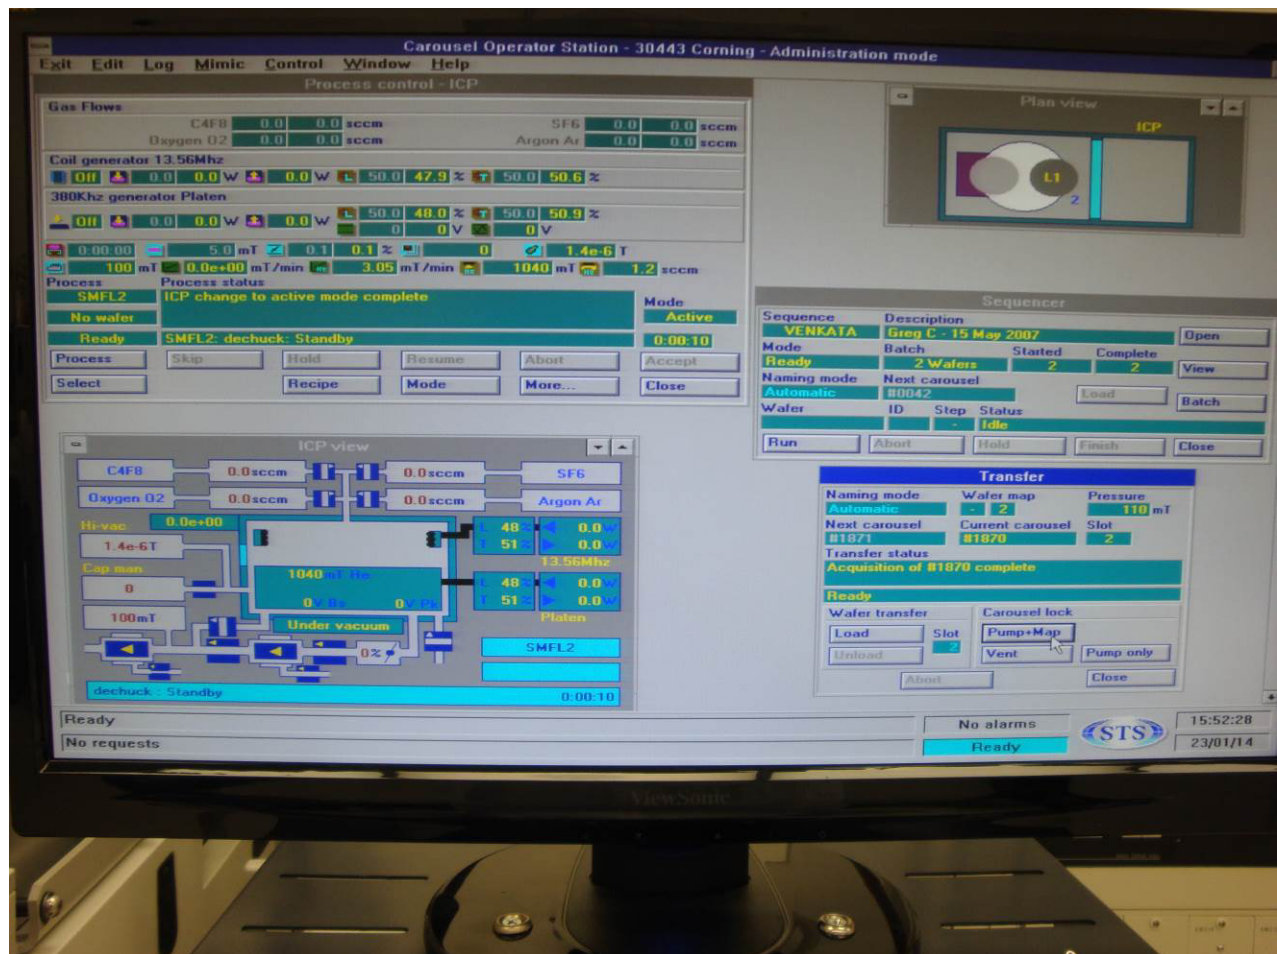 Carousel Operator Station - 30443 Corning - Administration mode
Exit Edit Log Mimic Control Window Help
Process control - ICP
Gas Flows
C4F8 0.0 0.0 sccm SF6 0.0 0.0 sccm
Oxygen O2 0.0 0.0 sccm Argon Ar 0.0 0.0 sccm
Coil generator 13.56Mhz
Off 0.0 0.0 W 0.0 W L 50.0 47.9 % T 50.0 50.6 %
380Khz generator Platen
Off 0.0 0.0 W 0.0 W L 50.0 48.0 % T 50.0 50.9 %
0 0 V 0 V
0:00:00 5.0 mT 0.1 0.1 % 0 1.4e-6 T
100 mT 0.0e+00 mT/min 3.05 mT/min 1040 mT 1.2 sccm
Process Process status
SMFL2 ICP change to active mode complete Mode
No wafer Active
Ready SMFL2: dechuck: Standby 0:00:10
Process Skip Hold Resume Abort Accept
Select Recipe Mode More... Close
Plan view
ICP
L1
2
Sequencer
Sequence Description
VENKATA Greg C - 15 May 2007 Open
Mode Batch Started Complete
Ready 2 Wafers 2 2 View
Naming mode Next carousel
Automatic #0042 Load Batch
Wafer ID Step Status
- Idle
Run Abort Hold Finish Close
ICP view
C4F8 0.0sccm 0.0sccm SF6
Oxygen O2 0.0sccm 0.0sccm Argon Ar
Hi-vac 0.0e+00 L 48% 0.0W
1.4e-6T T 51% 0.0W
13.56Mhz
Cap man
0 1040mT He L 48% 0.0W
0V Bs 0V Pk T 51% 0.0W
100mT Under vacuum Platen
0% SMFL2
dechuck : Standby 0:00:10
Transfer
Naming mode Wafer map Pressure
Automatic - 2 110 mT
Next carousel Current carousel Slot
#1871 #1870 2
Transfer status
Acquisition of #1870 complete
Ready
Wafer transfer Carousel lock
Load Slot Pump+Map
Unload 2 Vent Pump only
Abort Close
Ready No alarms STS 15:52:28
No requests Ready 23/01/14
ViewSonic